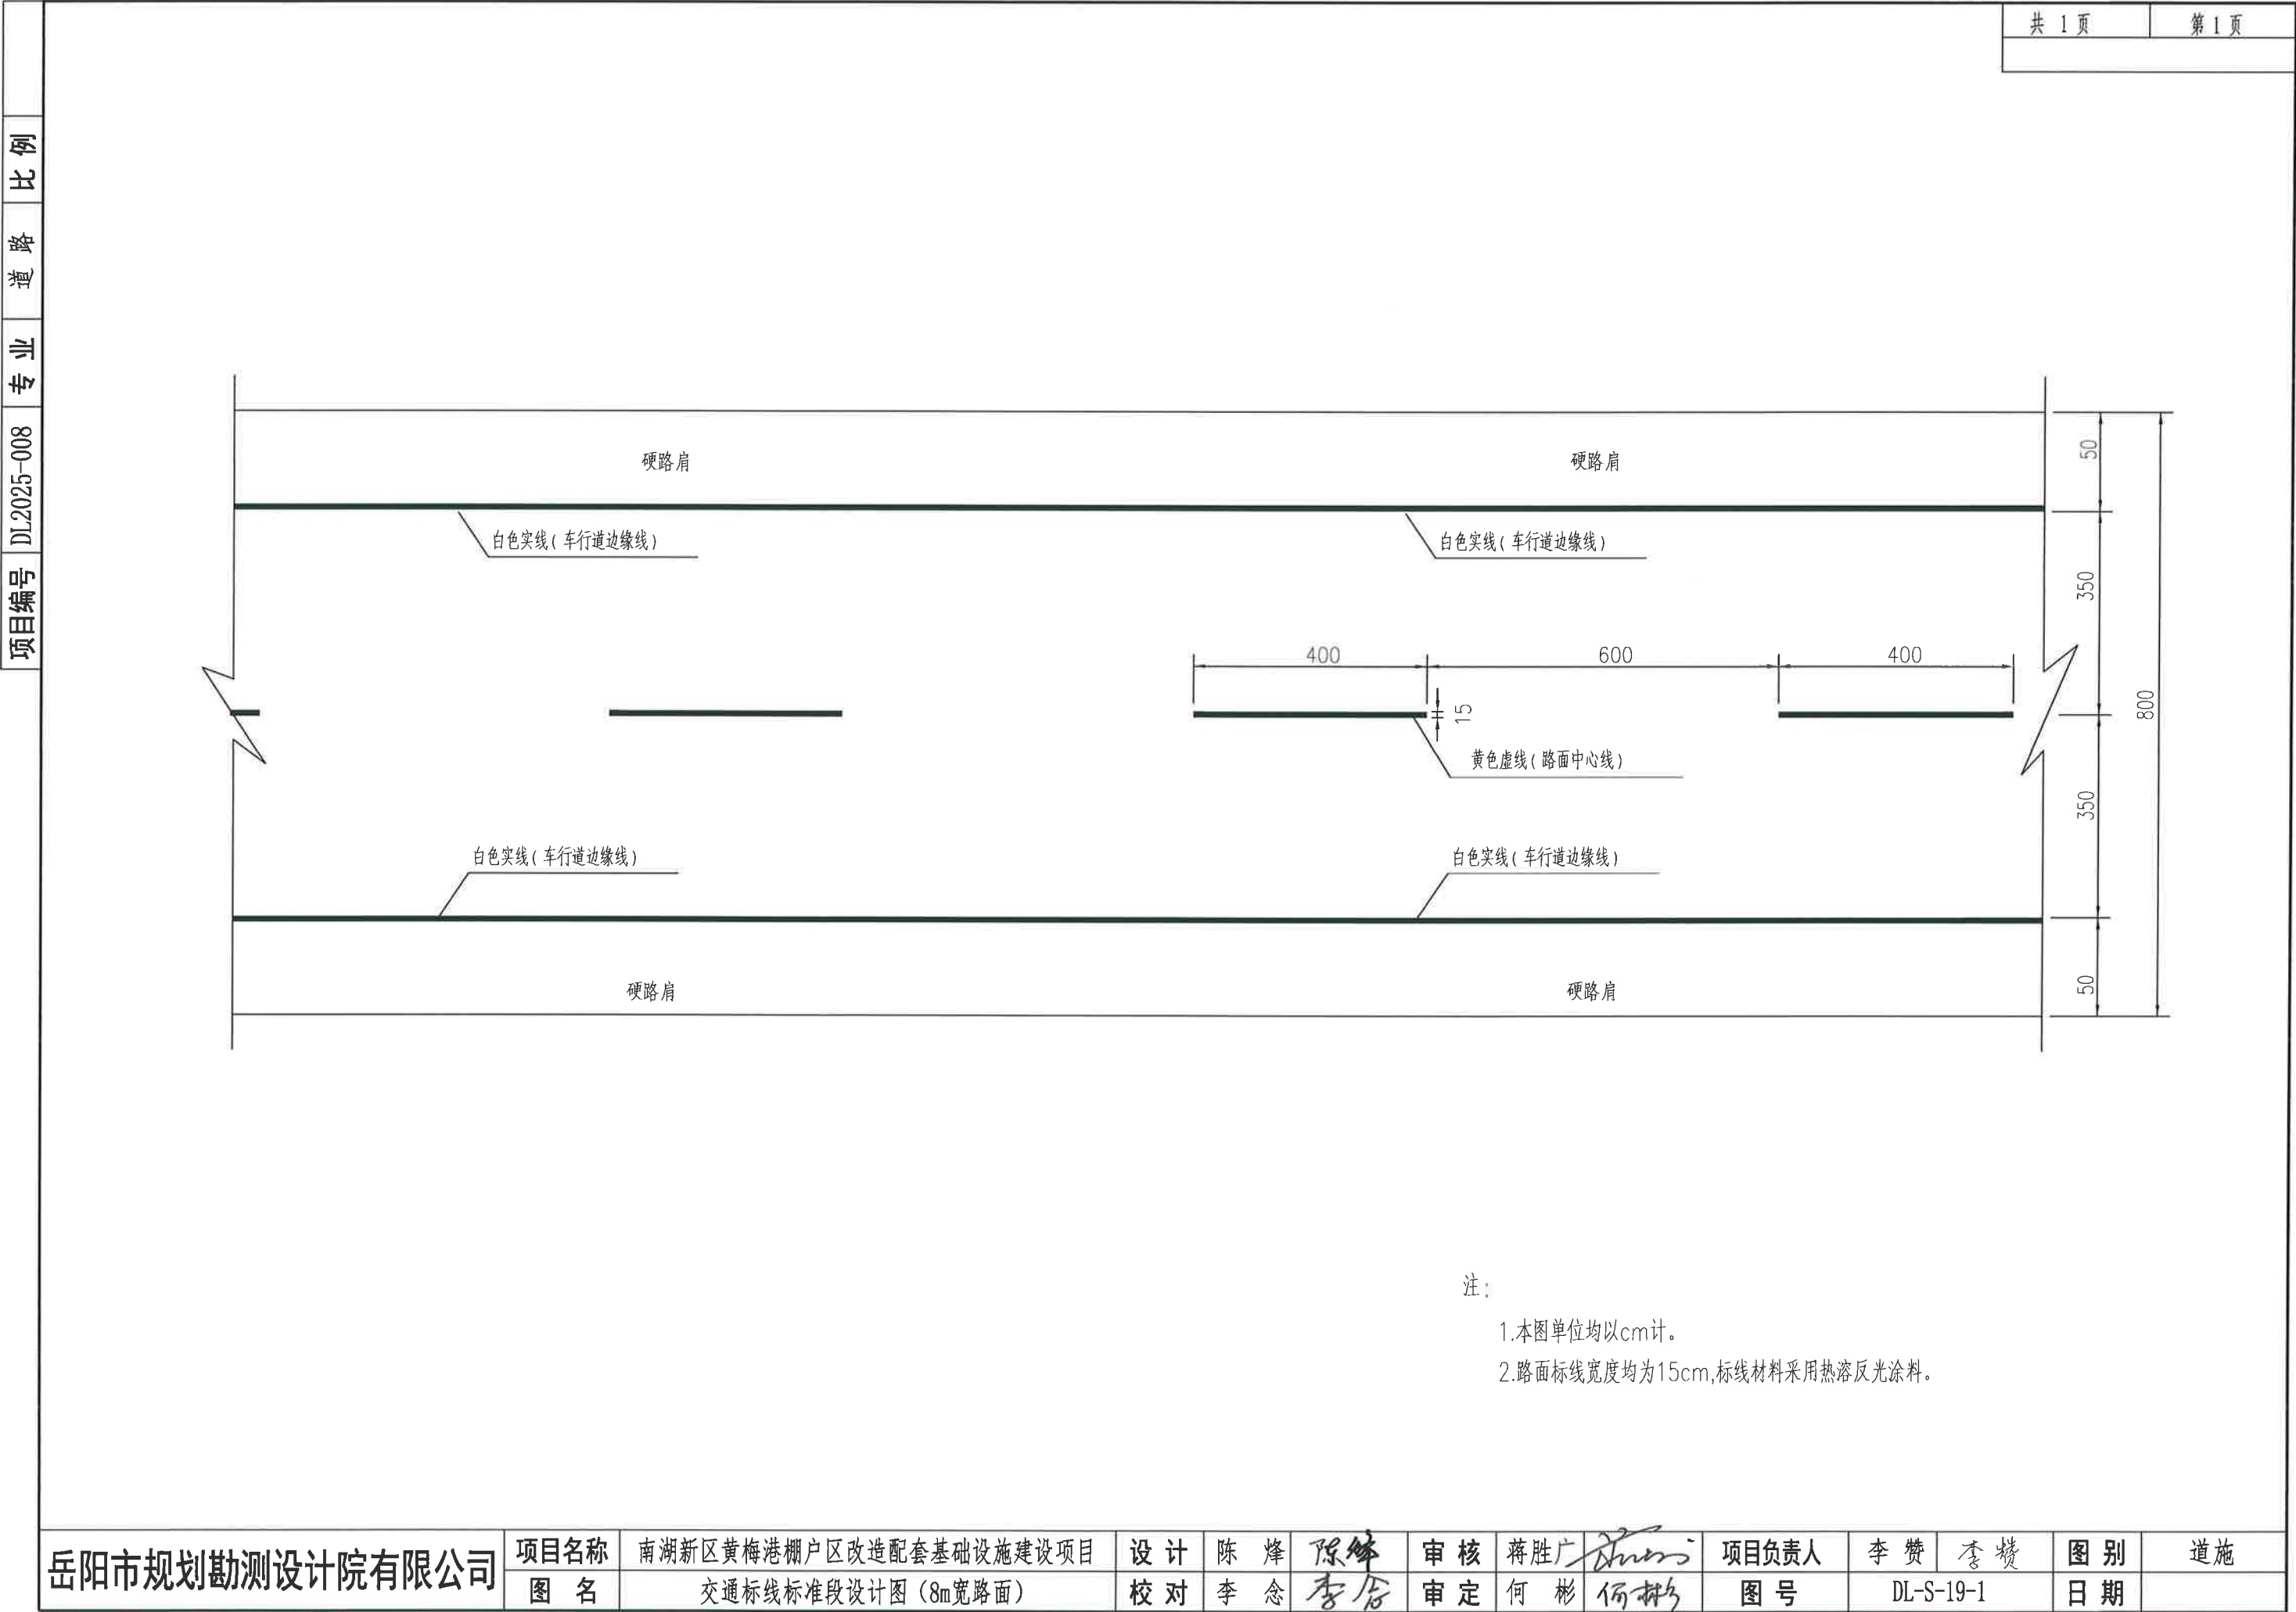 共 1 页 第 1 页
比 例
道 路
专 业
DL2025-008
项目编号
硬路肩 硬路肩
50
白色实线(车行道边缘线) 白色实线(车行道边缘线)
350
400 600 400
15
800
黄色虚线(路面中心线)
350
白色实线(车行道边缘线) 白色实线(车行道边缘线)
硬路肩 硬路肩
50
注:
1.本图单位均以cm计。
2.路面标线宽度均为15cm,标线材料采用热溶反光涂料。
岳阳市规划勘测设计院有限公司
项目名称 南湖新区黄梅港棚户区改造配套基础设施建设项目 设 计 陈 烽 陈烽 审 核 蒋胜广 项目负责人 李 赞 李赞 图 别 道施
图 名 交通标线标准段设计图(8m宽路面) 校 对 李 念 李念 审 定 何 彬 何彬 图 号 DL-S-19-1 日 期